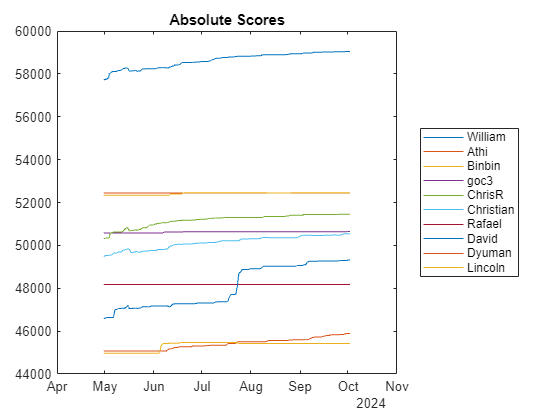 Absolute Scores
60000
58000
56000
54000
52000
50000
48000
46000
44000
Apr May Jun Jul Aug Sep Oct Nov
2024
William
Athi
Binbin
goc3
ChrisR
Christian
Rafael
David
Dyuman
Lincoln